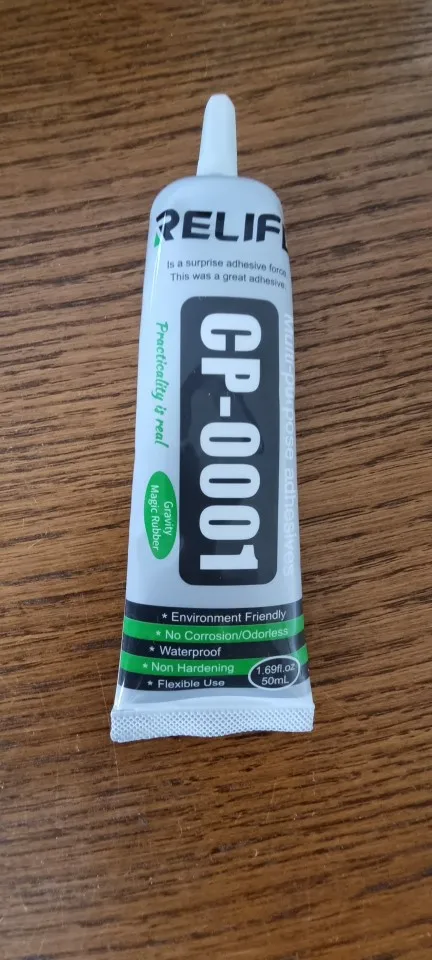 RELIFE
Is a surprise adhesive force.
This was a great adhesive.
CP-0001
Multi-purpose adhesives
Practicality is real
Gravity
Magic Rubber
* Environment Friendly
* No Corrosion/Odorless
* Waterproof
* Non Hardening
* Flexible Use
1.69fl.oz
50mL